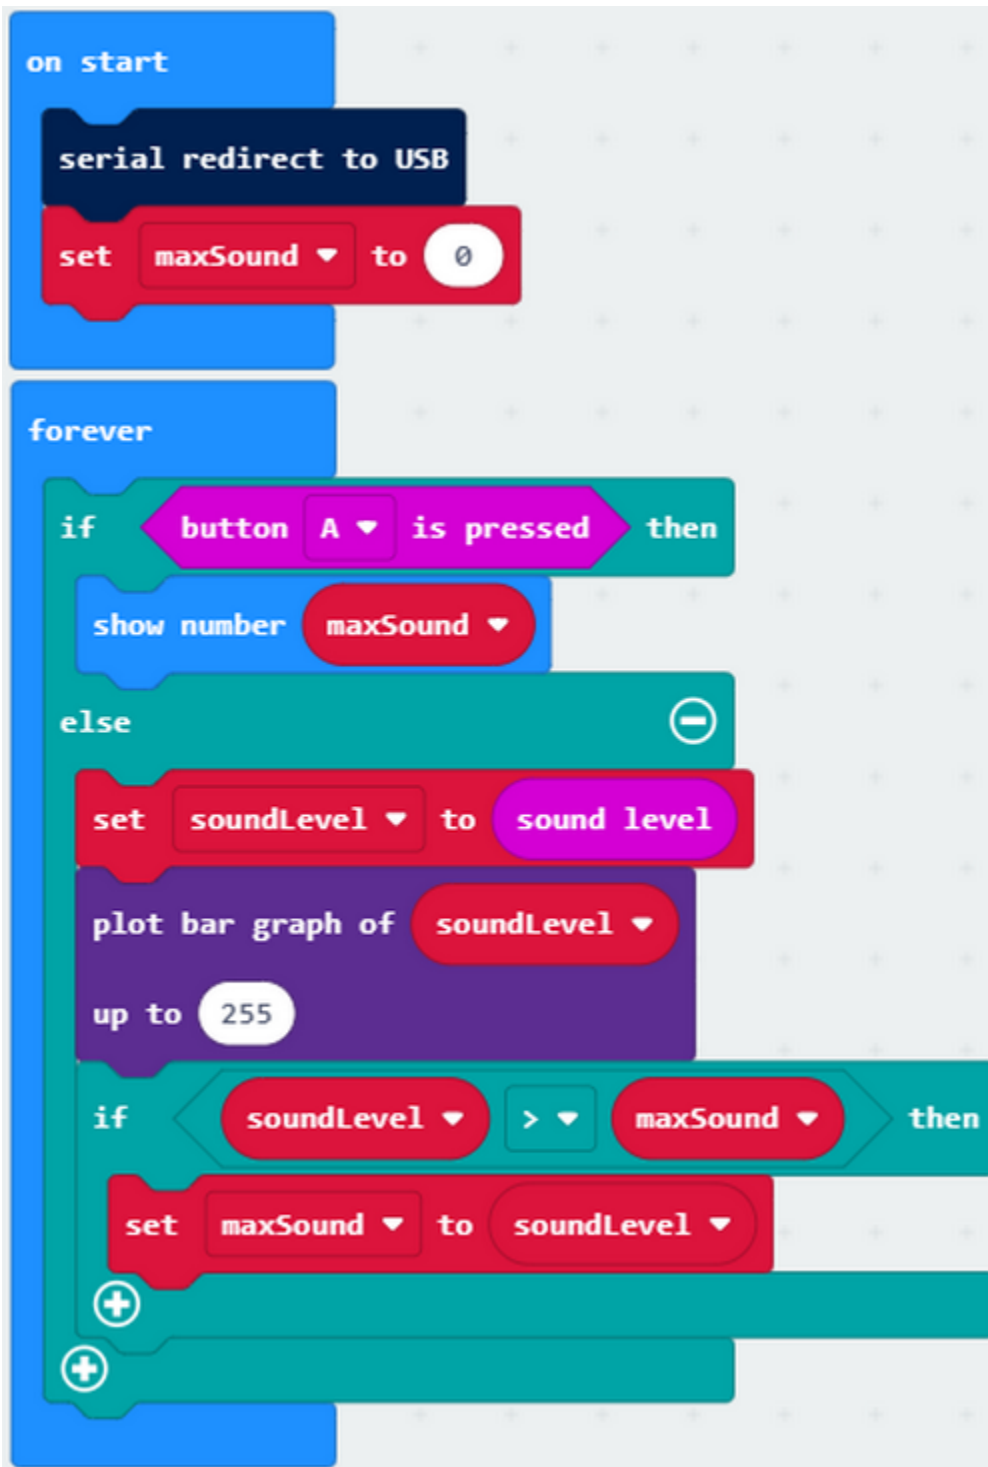 on start
serial redirect to USB
set maxSound to 0
forever
if button A is pressed then
show number maxSound
else
set soundLevel to sound level
plot bar graph of soundLevel
up to 255
if soundLevel > maxSound then
set maxSound to soundLevel